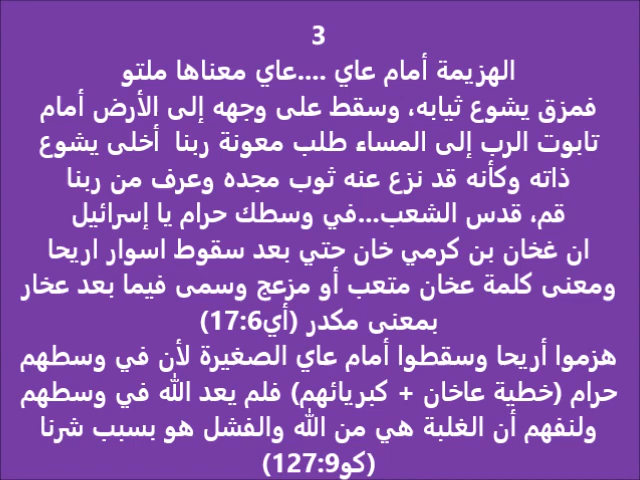 3
الهزيمة أمام عاي ....عاي معناها ملتو
فمزق يشوع ثيابه، وسقط على وجهه إلى الأرض أمام
تابوت الرب إلى المساء طلب معونة ربنا أخلى يشوع
ذاته وكأنه قد نزع عنه ثوب مجده وعرف من ربنا
قم، قدس الشعب...في وسطك حرام يا إسرائيل
ان غخان بن كرمي خان حتي بعد سقوط اسوار اريحا
ومعنى كلمة عخان متعب أو مزعج وسمى فيما بعد عخار
بمعنى مكدر (أي17:6)
هزموا أريحا وسقطوا أمام عاي الصغيرة لأن في وسطهم
حرام (خطية عاخان + كبريائهم) فلم يعد الله في وسطهم
ولنفهم أن الغلبة هي من الله والفشل هو بسبب شرنا
(كو127:9)